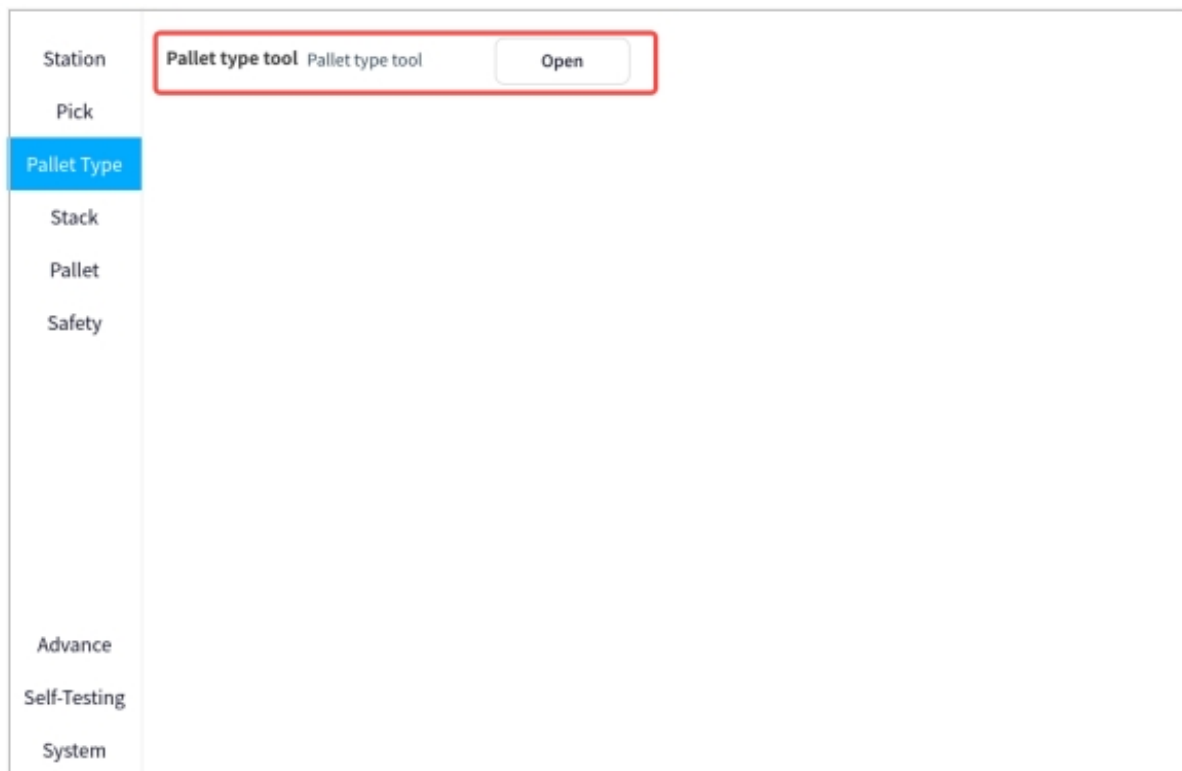 Station
Pallet type tool Pallet type tool Open
Pick
Pallet Type
Stack
Pallet
Safety
Advance
Self-Testing
System